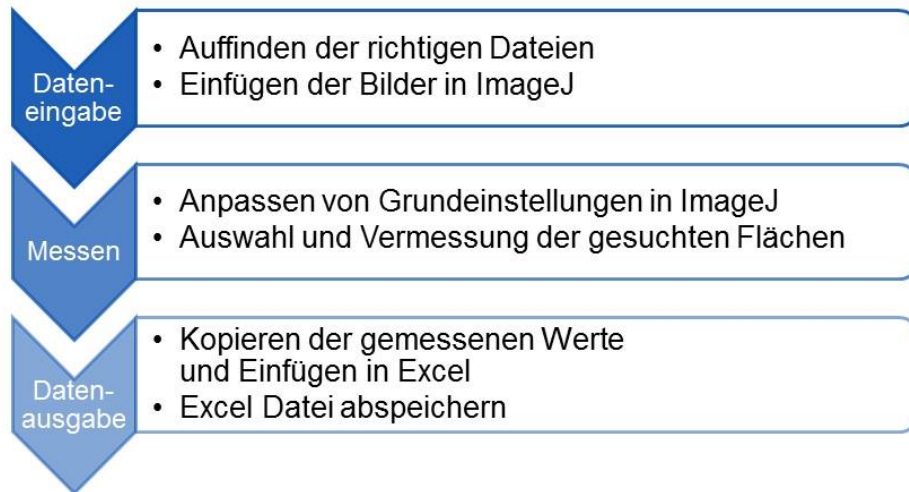 Daten-
eingabe
• Auffinden der richtigen Dateien
• Einfügen der Bilder in ImageJ
Messen
• Anpassen von Grundeinstellungen in ImageJ
• Auswahl und Vermessung der gesuchten Flächen
Daten-
ausgabe
• Kopieren der gemessenen Werte
und Einfügen in Excel
• Excel Datei abspeichern